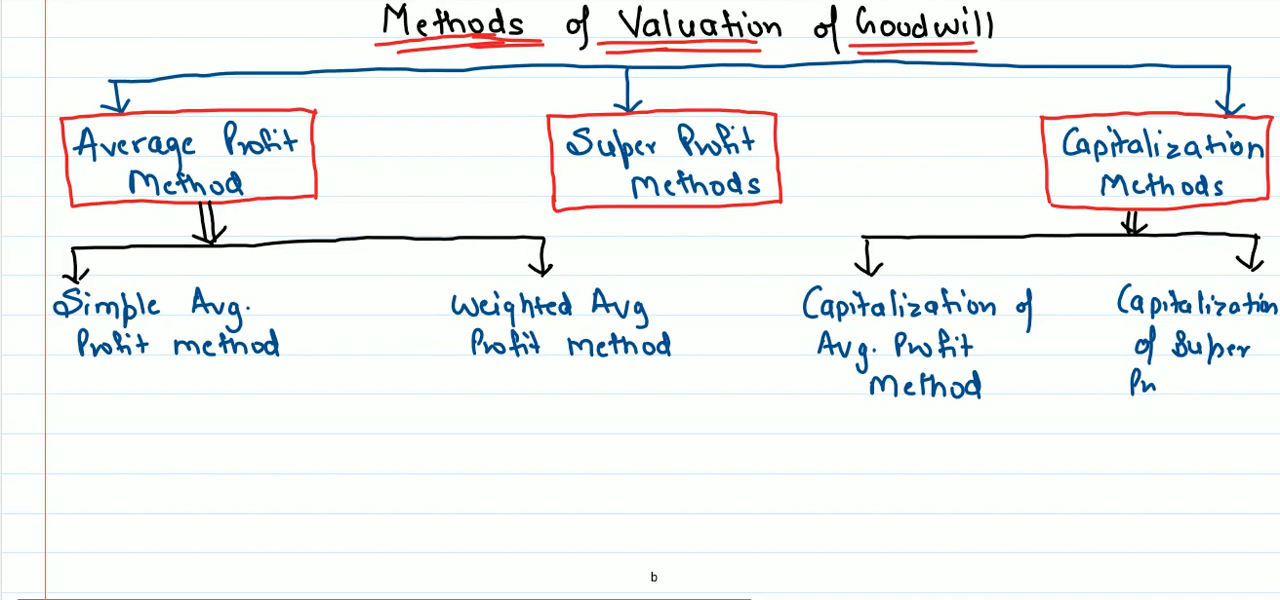 Methods of Valuation of Goodwill
Average Profit
Method
Super Profit
Methods
Capitalization
Methods
Simple Avg.
Profit method
Weighted Avg
Profit method
Capitalization of
Avg. Profit
Method
Capitalization
of Super
Pr
b